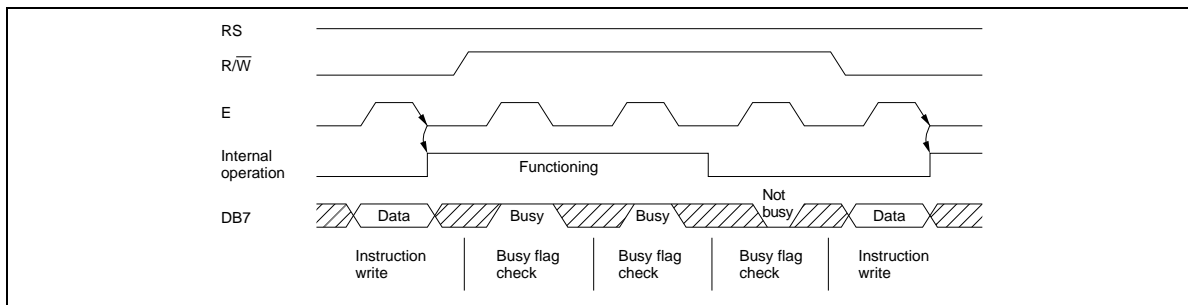 RS
R/W̅
E
Internal
operation
Functioning
DB7
Data
Busy
Busy
Not
busy
Data
Instruction
write
Busy flag
check
Busy flag
check
Busy flag
check
Instruction
write